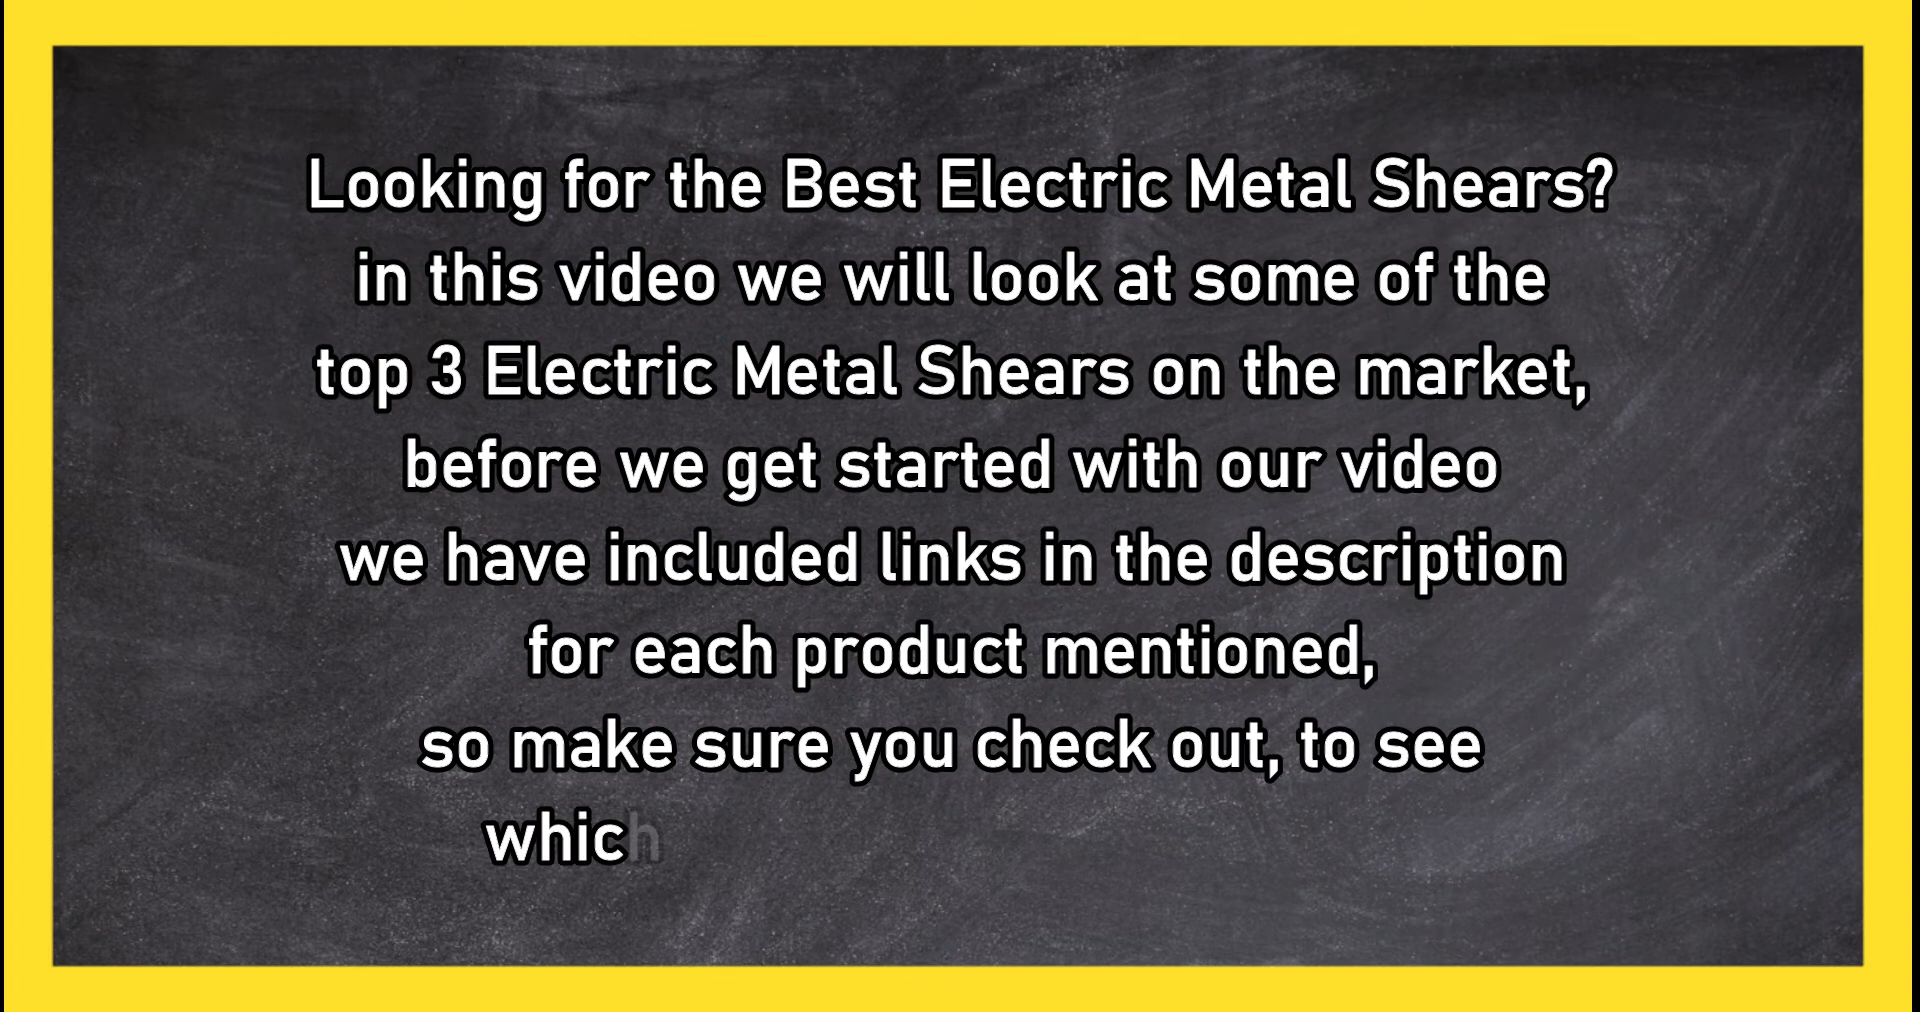 Looking for the Best Electric Metal Shears?
in this video we will look at some of the
top 3 Electric Metal Shears on the market,
before we get started with our video
we have included links in the description
for each product mentioned,
so make sure you check out, to see
which